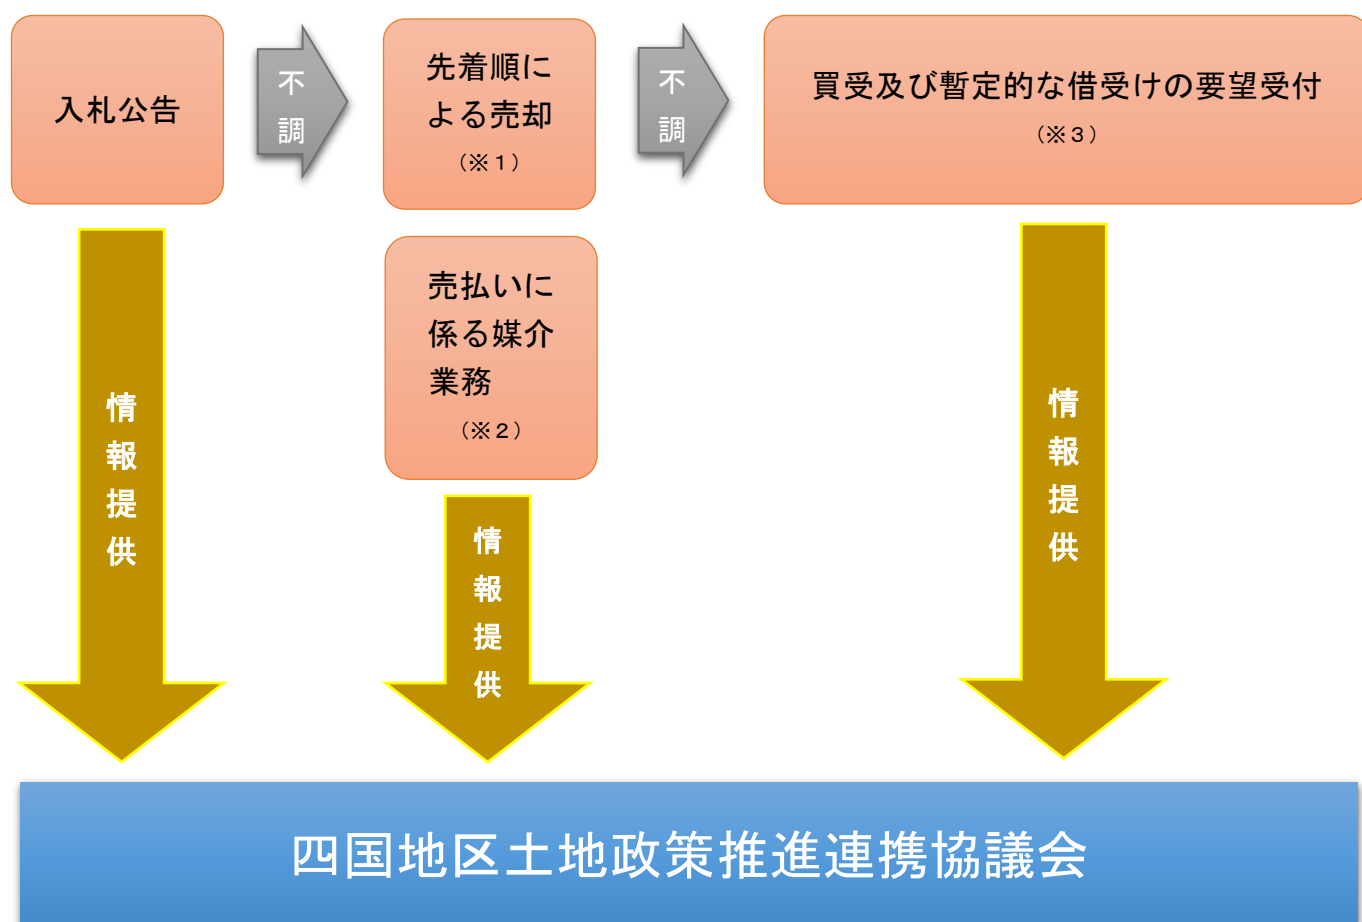 入札公告
不
調
先着順に
よる売却
（※１）
不
調
買受及び暫定的な借受けの要望受付
（※３）
売払いに
係る媒介
業務
（※２）
情
報
提
供
情
報
提
供
情
報
提
供
四国地区土地政策推進連携協議会